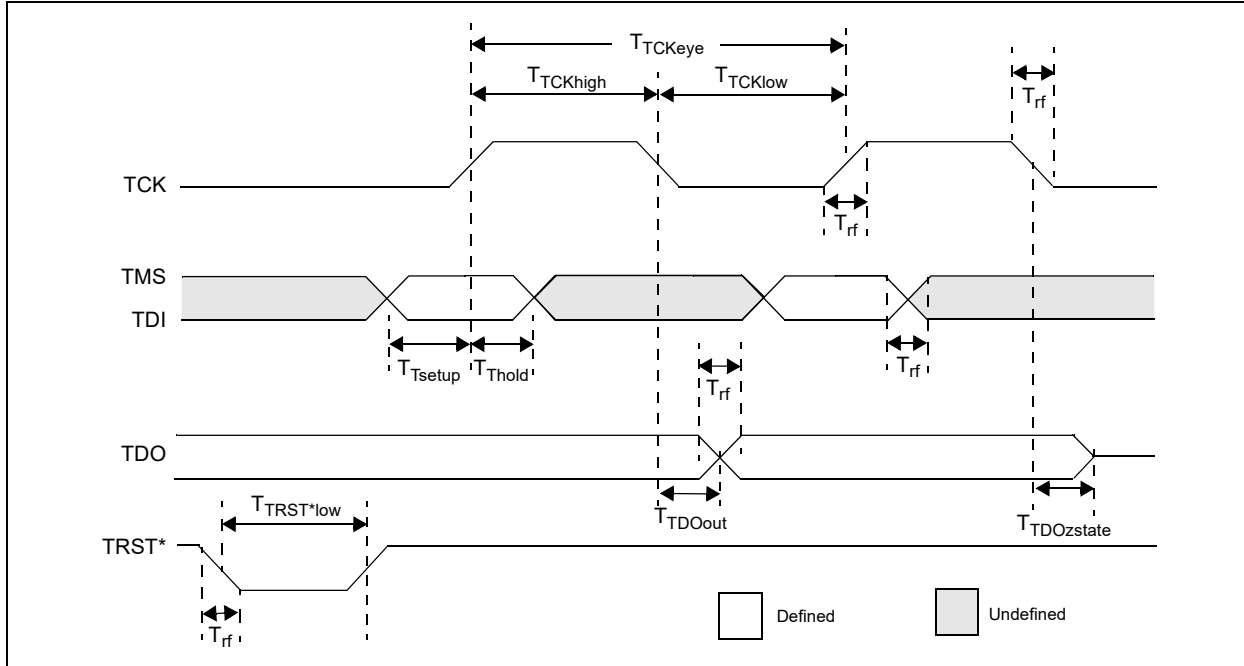 TTCKeye
TTCKhigh
TTCKlow
Trf
TCK
Trf
TMS
TDI
TTsetup
TThold
Trf
Trf
TDO
TTDOout
TTDOzstate
TTRST*low
TRST*
Trf
Defined
Undefined